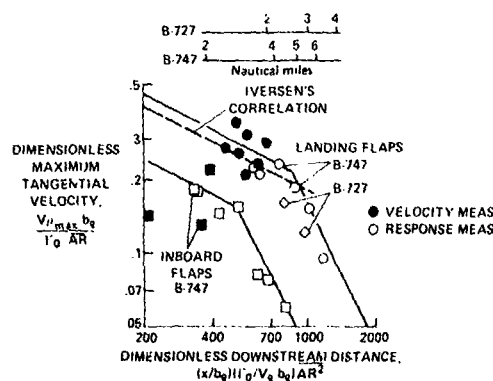 2 3 4
B-727
B-747
2 4 5 6
Nautical miles
.5
IVERSEN'S
CORRELATION
.3
DIMENSIONLESS
MAXIMUM
TANGENTIAL
VELOCITY,
LANDING FLAPS
B-747
.2
B-727
● VELOCITY MEAS
○ RESPONSE MEAS
INBOARD
FLAPS
B-747
.1
.05
200 400 600 1000 2000
DIMENSIONLESS DOWNSTREAM DISTANCE,